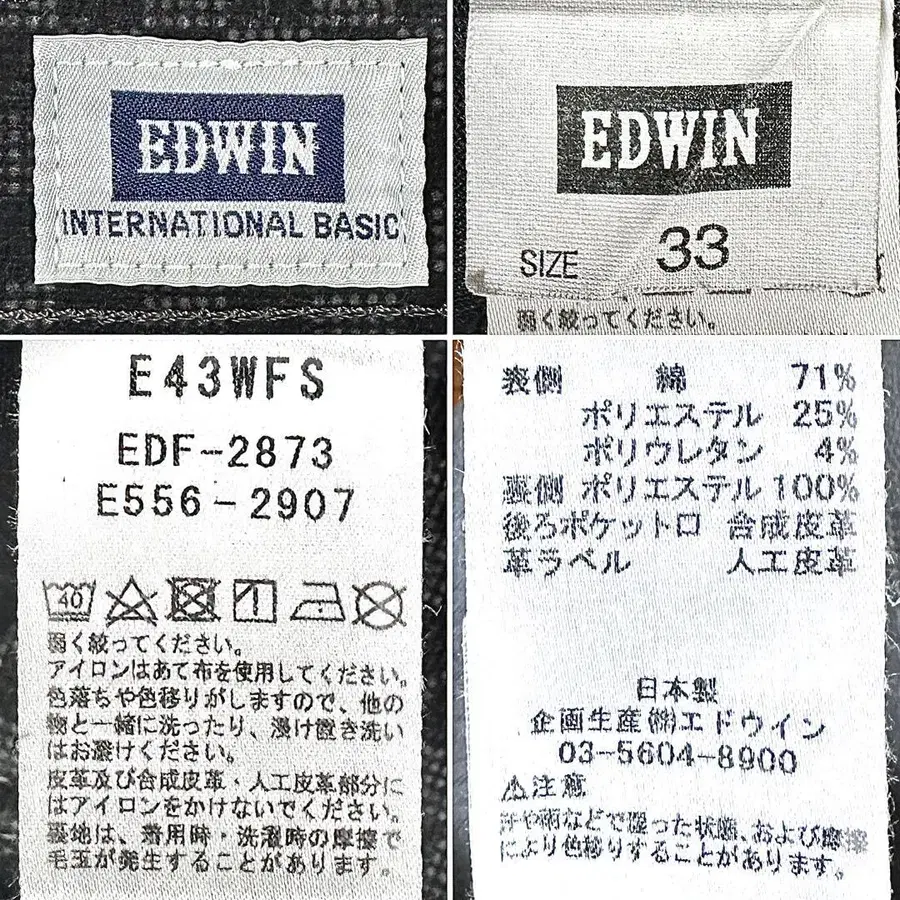 EDWIN
INTERNATIONAL BASIC
EDWIN
SIZE 33
弱く絞ってください。
E43WFS
EDF-2873
E556-2907
40
弱く絞ってください。
アイロンはあて布を使用してください。
色落ちや色移りがしますので、他の
物と一緒に洗ったり、浸け置き洗い
はお避けください。
皮革及び合成皮革・人工皮革部分に
はアイロンをかけないでください。
裏地は、着用時・洗濯時の摩擦で
毛玉が発生することがあります。
表側 綿 71%
ポリエステル 25%
ポリウレタン 4%
裏側 ポリエステル 100%
後ろポケット口 合成皮革
革ラベル 人工皮革
日本製
企画生産㈱エドウイン
03-5604-8900
⚠注意
汗や雨などで湿った状態、および摩擦
により色移りすることがあります。